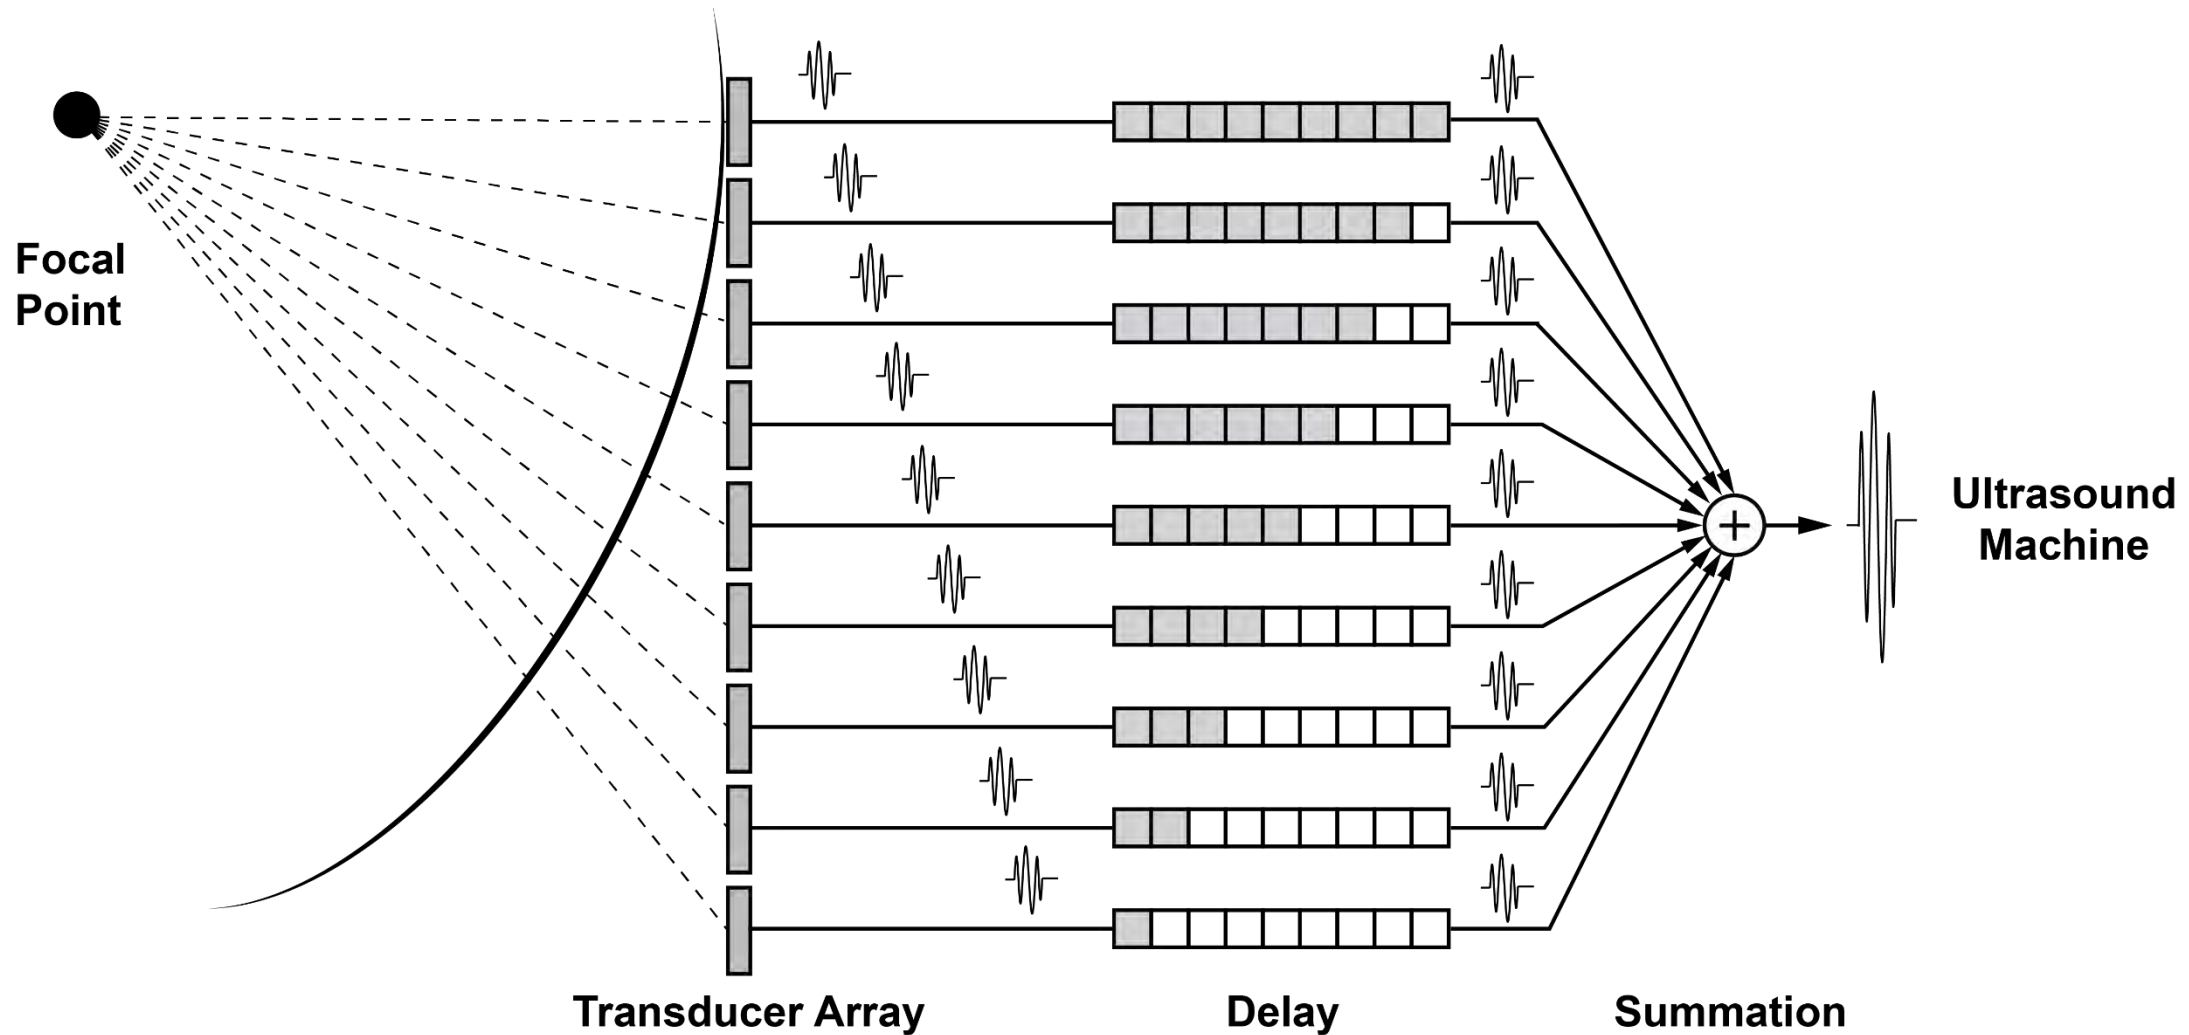 Focal
Point
Ultrasound
Machine
Transducer Array
Delay
Summation